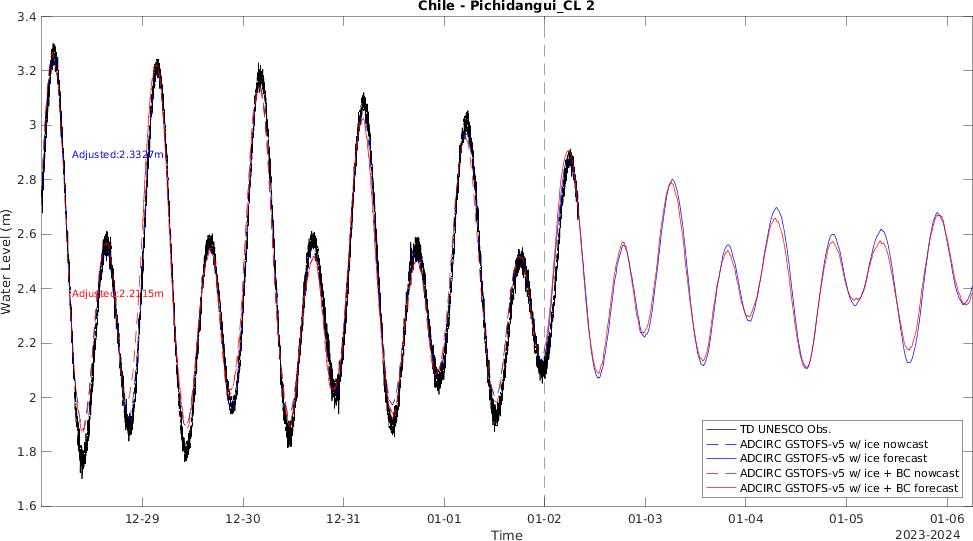 Chile - Pichidangui_CL 2
Water Level (m)
3.4
3.2
3
2.8
2.6
2.4
2.2
2
1.8
1.6
Adjusted:2.3327m
Adjusted:2.2115m
TD UNESCO Obs.
ADCIRC GSTOFS-v5 w/ ice nowcast
ADCIRC GSTOFS-v5 w/ ice forecast
ADCIRC GSTOFS-v5 w/ ice + BC nowcast
ADCIRC GSTOFS-v5 w/ ice + BC forecast
12-29
12-30
12-31
01-01
01-02
01-03
01-04
01-05
01-06
Time
2023-2024